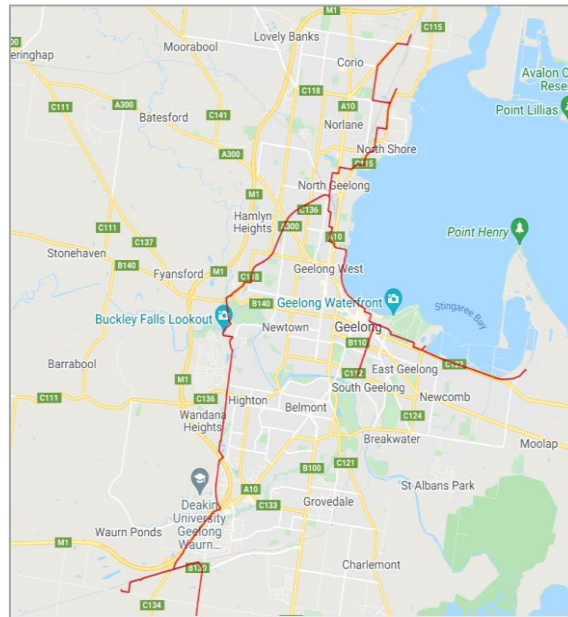 M1
C115
Lovely Banks
A300
Moorabool
eringhap
Corio
Avalon C
Rese
C111
A300
C118
A10
Point Lillias
Batesford
C141
Norlane
A300
North Shore
C115
M1
North Geelong
C136
Hamlyn
Heights
A300
Point Henry
C111
C137
A10
Stonehaven
B140
Fyansford
M1
Geelong West
C118
B140
Geelong Waterfront
Stingaree
Bay
Buckley Falls Lookout
Newtown
Geelong
B110
Barrabool
C112
East Geelong
C123
C111
C136
Highton
South Geelong
Newcomb
Wandana
Heights
Belmont
C124
Breakwater
Moolap
B100
C121
St Albans Park
A10
Deakin
University
Geelong
Waurn...
C133
Grovedale
Waurn Ponds
M1
B130
Charlemont
C134